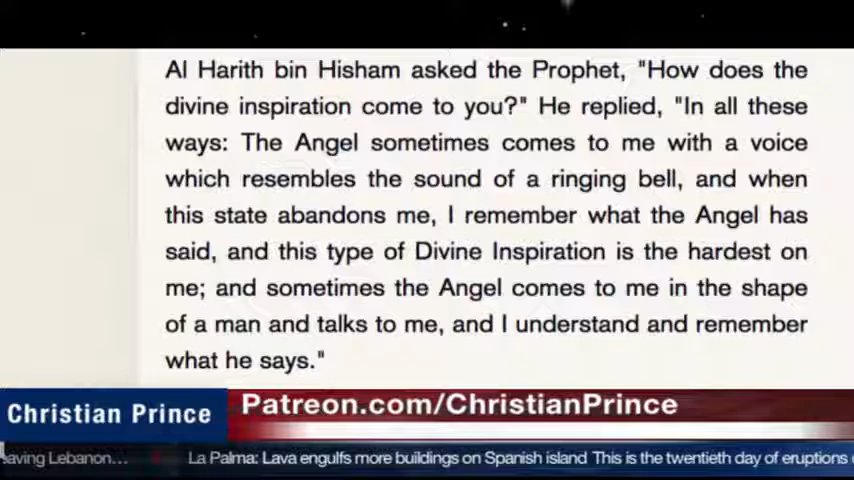 Al Harith bin Hisham asked the Prophet, "How does the
divine inspiration come to you?" He replied, "In all these
ways: The Angel sometimes comes to me with a voice
which resembles the sound of a ringing bell, and when
this state abandons me, I remember what the Angel has
said, and this type of Divine Inspiration is the hardest on
me; and sometimes the Angel comes to me in the shape
of a man and talks to me, and I understand and remember
what he says."
Christian Prince
Patreon.com/ChristianPrince
Lebanon... La Palma: Lava engulfs more buildings on Spanish island This is the twentieth day of eruptions